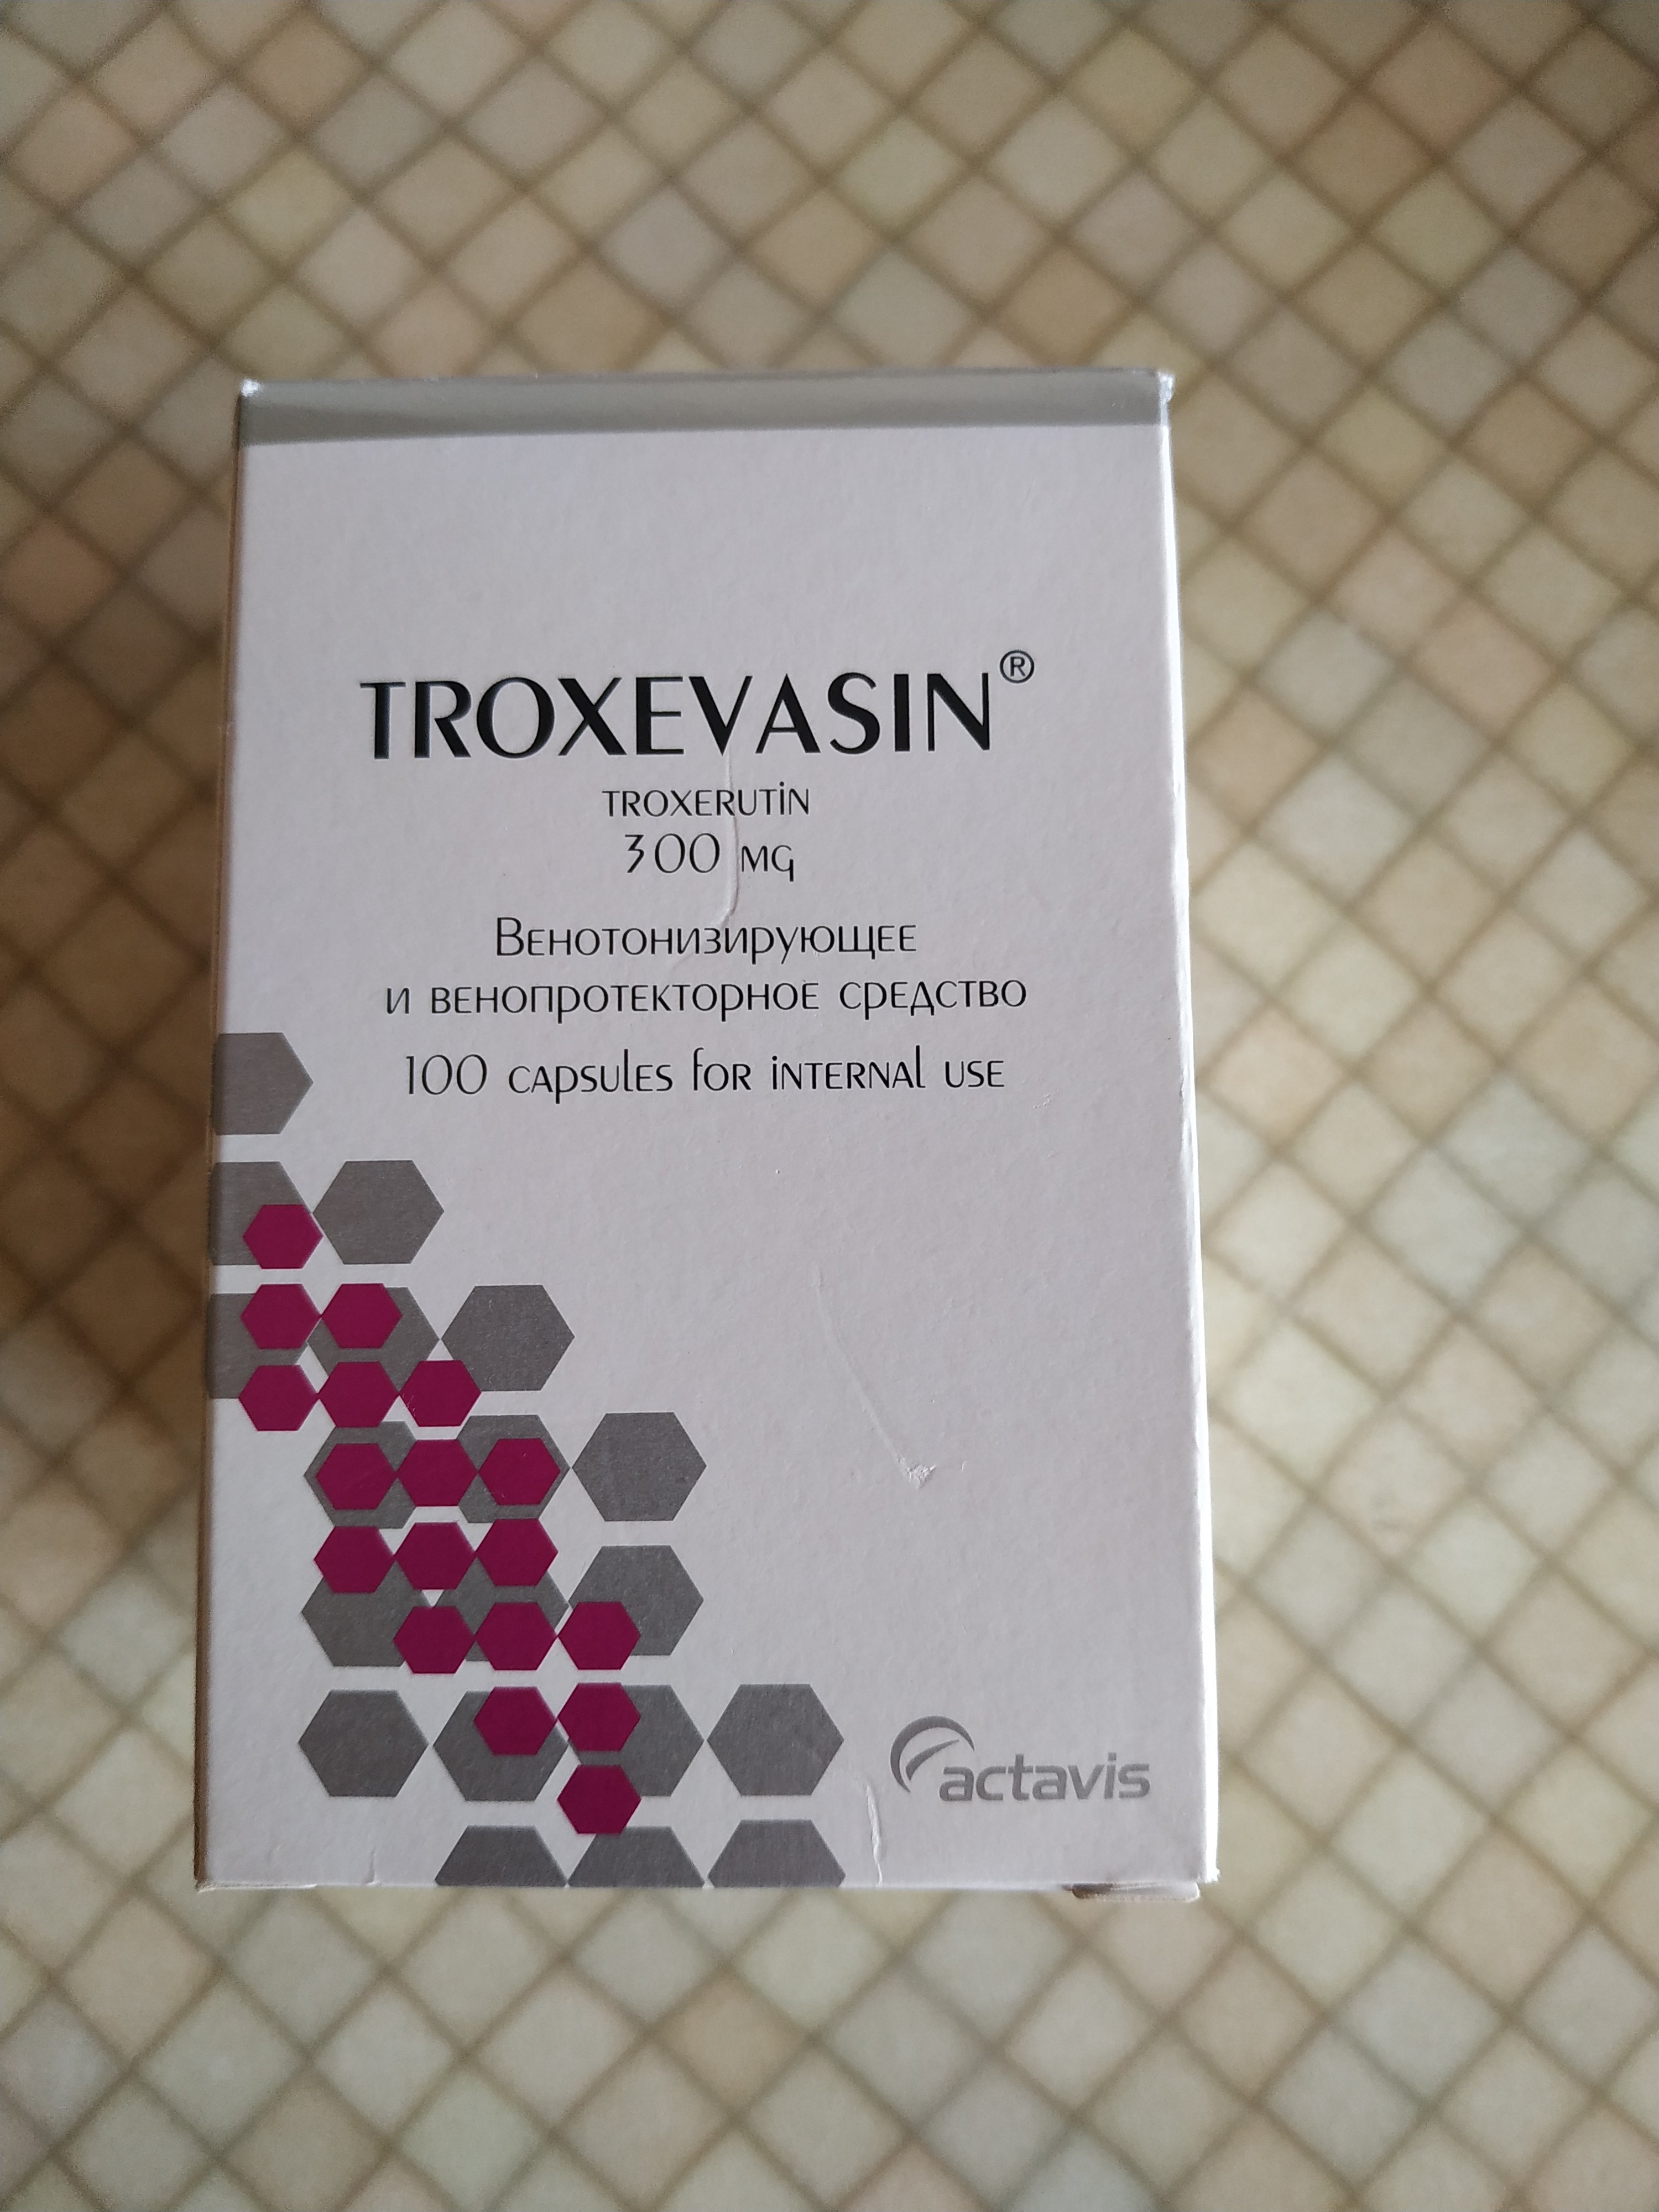 TROXEVASIN®
TROXERUTIN
300 MG
Венотонизирующее
и венопротекторное средство
100 capsules for internal use
actavis